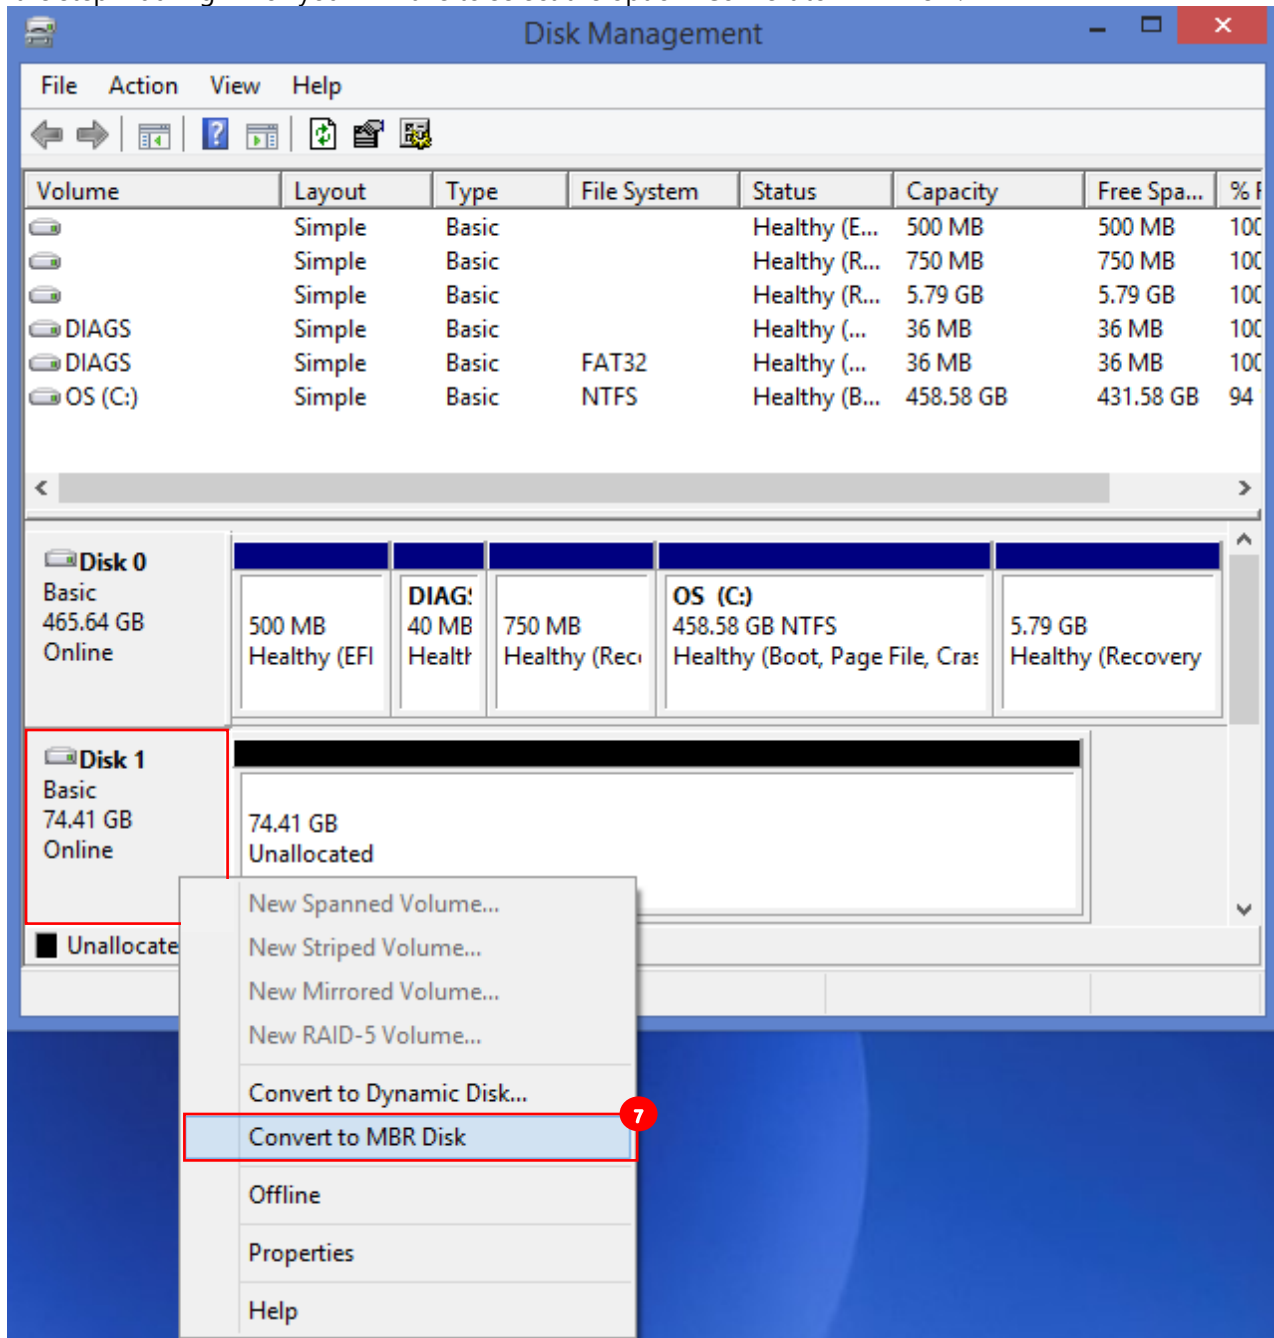 Disk Management
File Action View Help
Volume Layout Type File System Status Capacity Free Spa... %
Simple Basic Healthy (E... 500 MB 500 MB 100
Simple Basic Healthy (R... 750 MB 750 MB 100
Simple Basic Healthy (R... 5.79 GB 5.79 GB 100
DIAGS Simple Basic Healthy (... 36 MB 36 MB 100
DIAGS Simple Basic FAT32 Healthy (... 36 MB 36 MB 100
OS (C:) Simple Basic NTFS Healthy (B... 458.58 GB 431.58 GB 94
Disk 0
Basic
465.64 GB
Online
500 MB
Healthy (EFI
DIAG
40 MB
Healt
750 MB
Healthy (Rec
OS (C:)
458.58 GB NTFS
Healthy (Boot, Page File, Cras
5.79 GB
Healthy (Recovery
Disk 1
Basic
74.41 GB
Online
74.41 GB
Unallocated
Unallocate
New Spanned Volume...
New Striped Volume...
New Mirrored Volume...
New RAID-5 Volume...
Convert to Dynamic Disk...
7
Convert to MBR Disk
Offline
Properties
Help